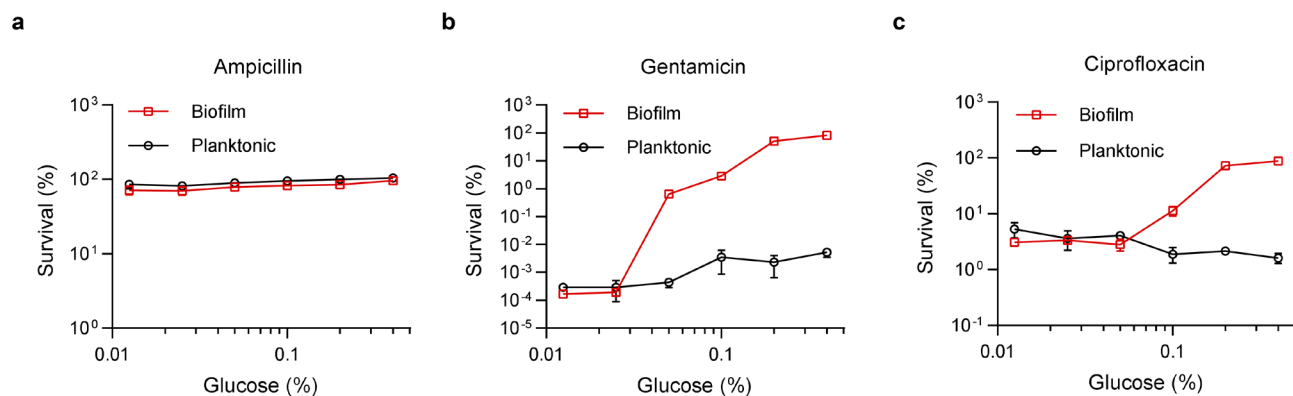 a
Ampicillin
Biofilm
Planktonic
Survival (%)
10³
10²
10¹
10⁰
0.01
0.1
Glucose (%)
b
Gentamicin
Biofilm
Planktonic
Survival (%)
10³
10²
10¹
10⁰
10⁻¹
10⁻²
10⁻³
10⁻⁴
10⁻⁵
0.01
0.1
Glucose (%)
c
Ciprofloxacin
Biofilm
Planktonic
Survival (%)
10³
10²
10¹
10⁰
10⁻¹
0.01
0.1
Glucose (%)